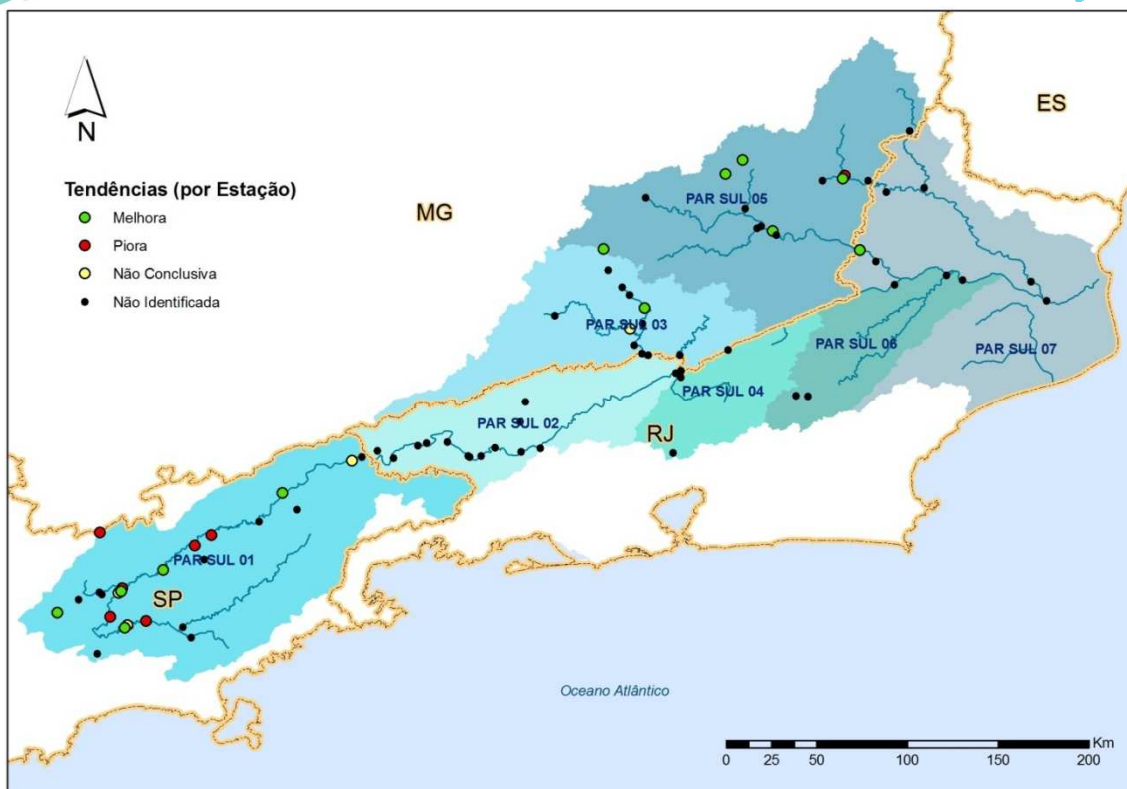 N
Tendências (por Estação)
Melhora
Piora
Não Conclusiva
Não Identificada
MG
ES
PAR SUL 05
PAR SUL 03
PAR SUL 06
PAR SUL 07
PAR SUL 04
PAR SUL 02
RJ
PAR SUL 01
SP
Oceano Atlântico
Km
0 25 50 100 150 200